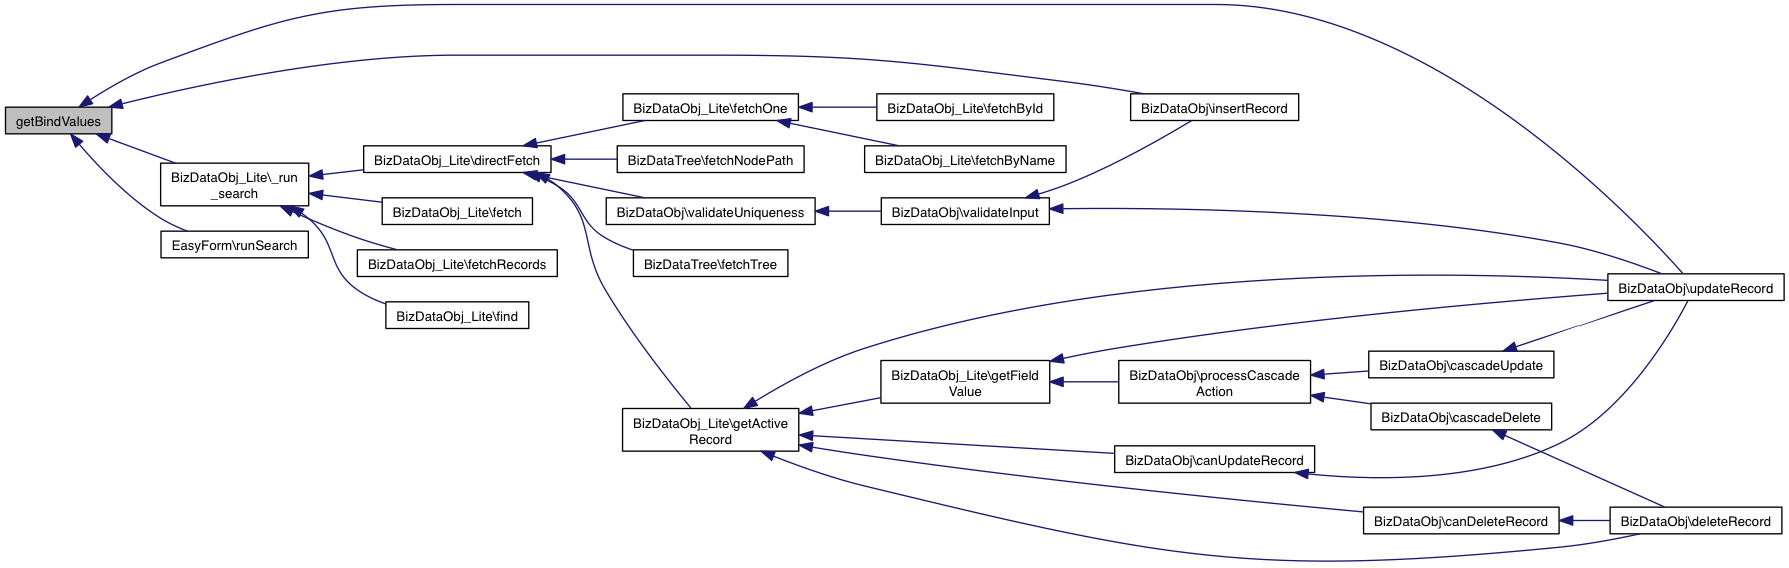 getBindValues
BizDataObj_Lite\_run
_search
EasyForm\runSearch
BizDataObj_Lite\directFetch
BizDataObj_Lite\fetch
BizDataObj_Lite\fetchRecords
BizDataObj_Lite\find
BizDataObj_Lite\fetchOne
BizDataTree\fetchNodePath
BizDataObj\validateUniqueness
BizDataTree\fetchTree
BizDataObj_Lite\getActive
Record
BizDataObj_Lite\fetchById
BizDataObj_Lite\fetchByName
BizDataObj\validateInput
BizDataObj_Lite\getField
Value
BizDataObj\insertRecord
BizDataObj\processCascade
Action
BizDataObj\canUpdateRecord
BizDataObj\cascadeUpdate
BizDataObj\cascadeDelete
BizDataObj\canDeleteRecord
BizDataObj\updateRecord
BizDataObj\deleteRecord